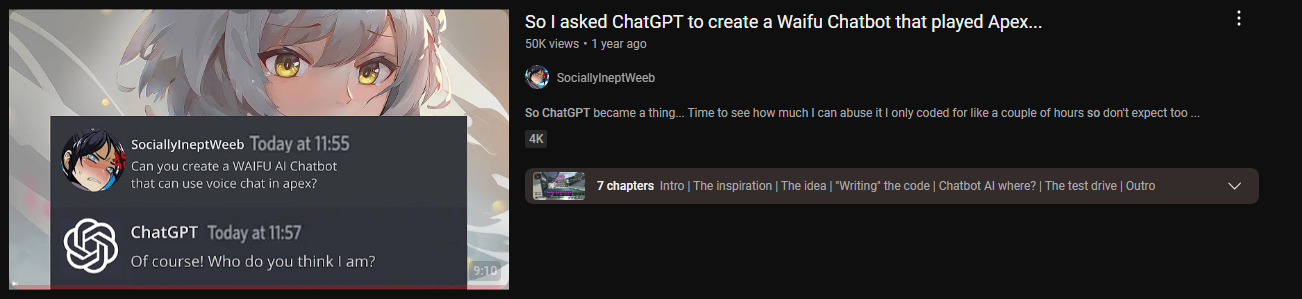 SociallyIneptWeeb Today at 11:55
Can you create a WAIFU AI Chatbot
that can use voice chat in apex?
ChatGPT Today at 11:57
Of course! Who do you think I am?
9:10
So I asked ChatGPT to create a Waifu Chatbot that played Apex...
50K views • 1 year ago
SociallyIneptWeeb
So ChatGPT became a thing... Time to see how much I can abuse it I only coded for like a couple of hours so don't expect too ...
4K
7 chapters Intro | The inspiration | The idea | "Writing" the code | Chatbot AI where? | The test drive | Outro